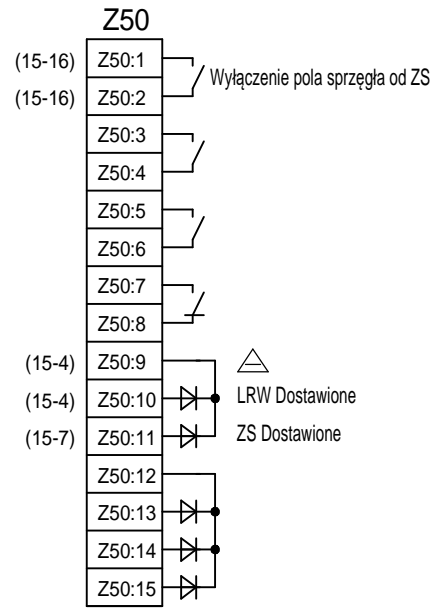 Z50
(15-16) Z50:1
Wyłączenie pola sprzęgła od ZS
(15-16) Z50:2
Z50:3
Z50:4
Z50:5
Z50:6
Z50:7
Z50:8
(15-4) Z50:9
(15-4) Z50:10 LRW Dostawione
(15-7) Z50:11 ZS Dostawione
Z50:12
Z50:13
Z50:14
Z50:15